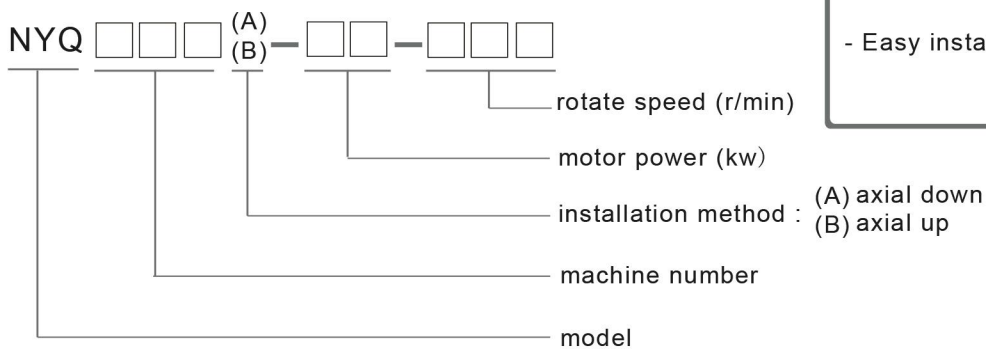 NYQ □□□ (A) (B) — □□ — □□□
- Easy insta
rotate speed (r/min)
motor power (kw）
installation method : (A) axial down
(B) axial up
machine number
model